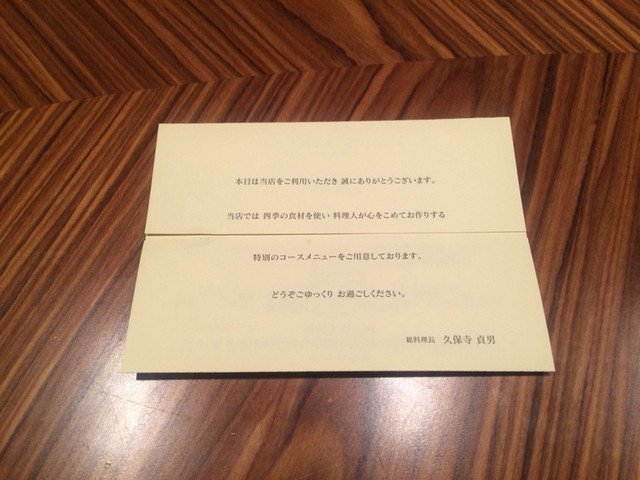 本日は当店をご利用いただき 誠にありがとうございます。
当店では 四季の食材を使い 料理人が心をこめてお作りする
特別のコースメニューをご用意しております。
どうぞごゆっくり お過ごしください。
総料理長 久保寺 貞男